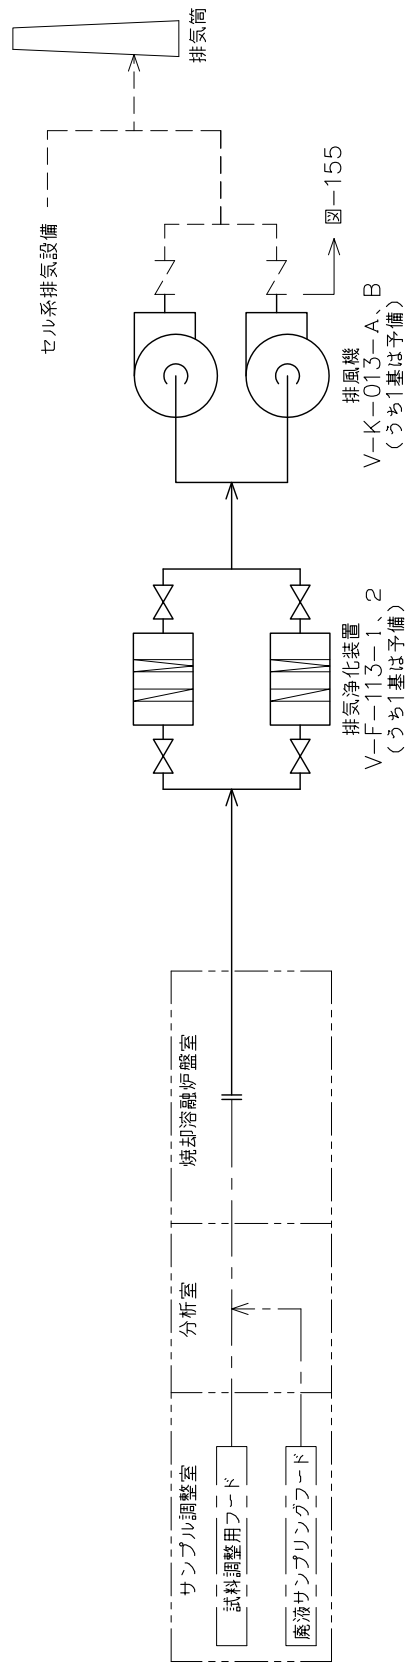 サンプル調整室
試料調整用フード
廃液サンプリングフード
分析室
焼却溶融炉盤室
排気浄化装置
V-F-113-1、2
(うち1基は予備)
排風機
V-K-013-A、B
(うち1基は予備)
図-155
セル系排気設備
排気筒